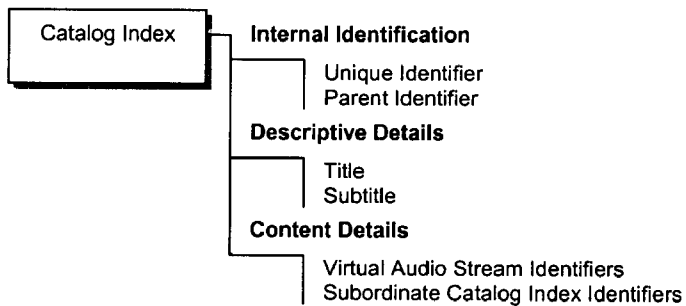 Catalog Index
Internal Identification
Unique Identifier
Parent Identifier
Descriptive Details
Title
Subtitle
Content Details
Virtual Audio Stream Identifiers
Subordinate Catalog Index Identifiers